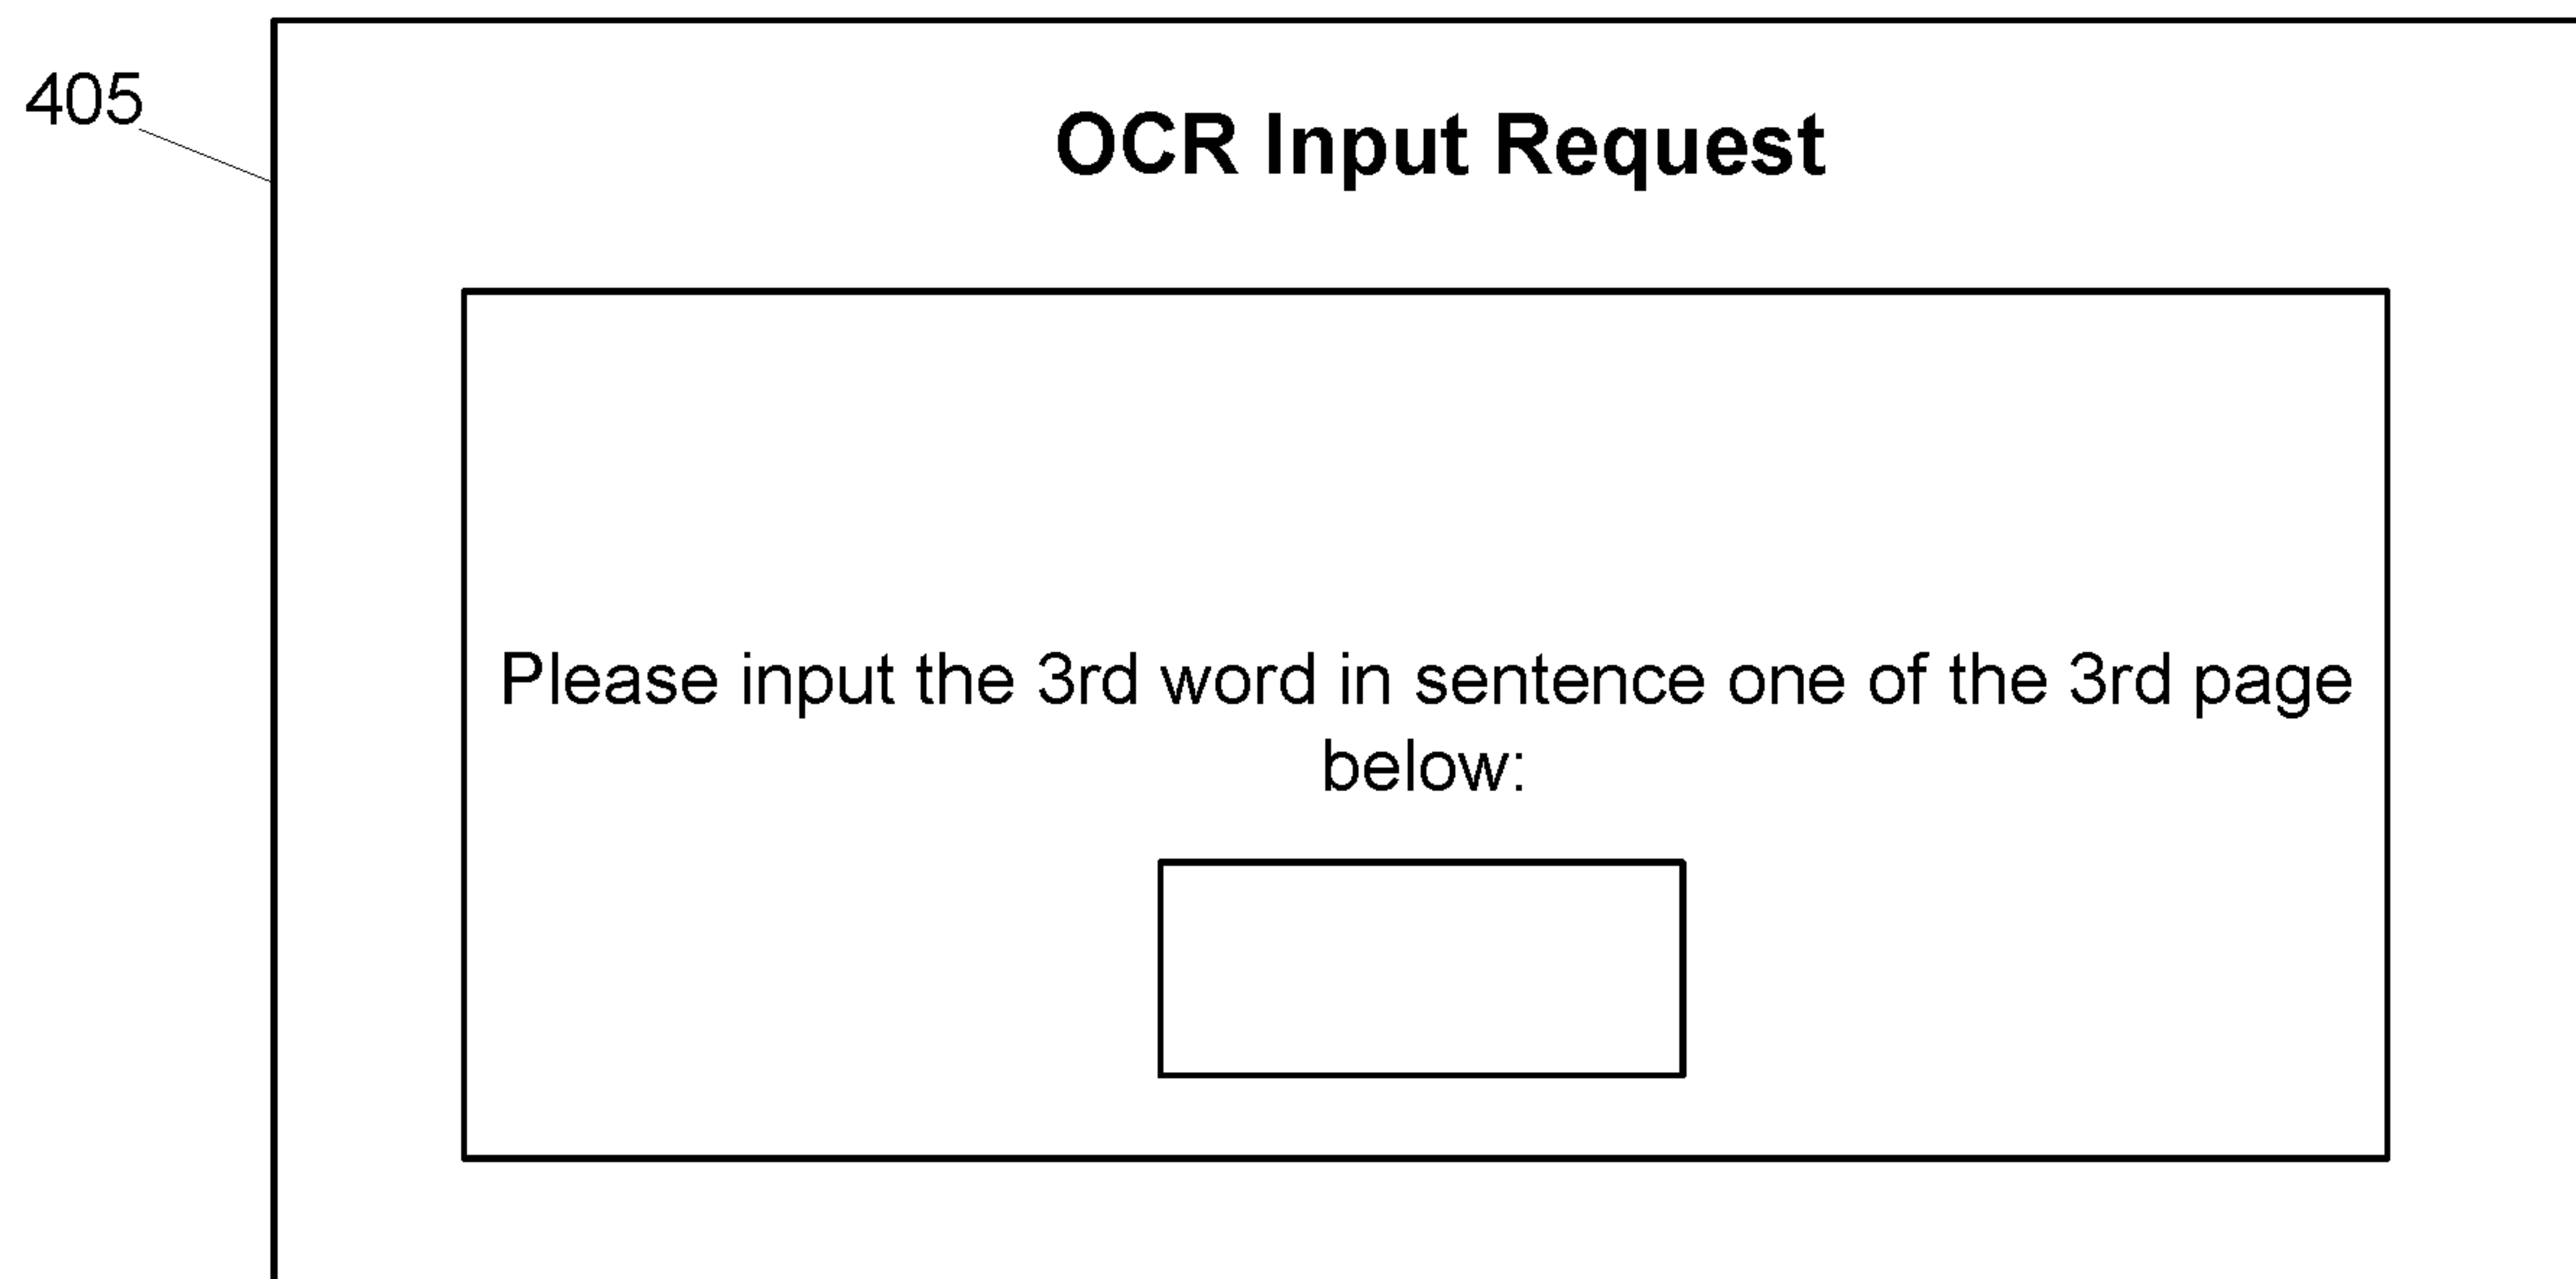 405
OCR Input Request
Please input the 3rd word in sentence one of the 3rd page
below: